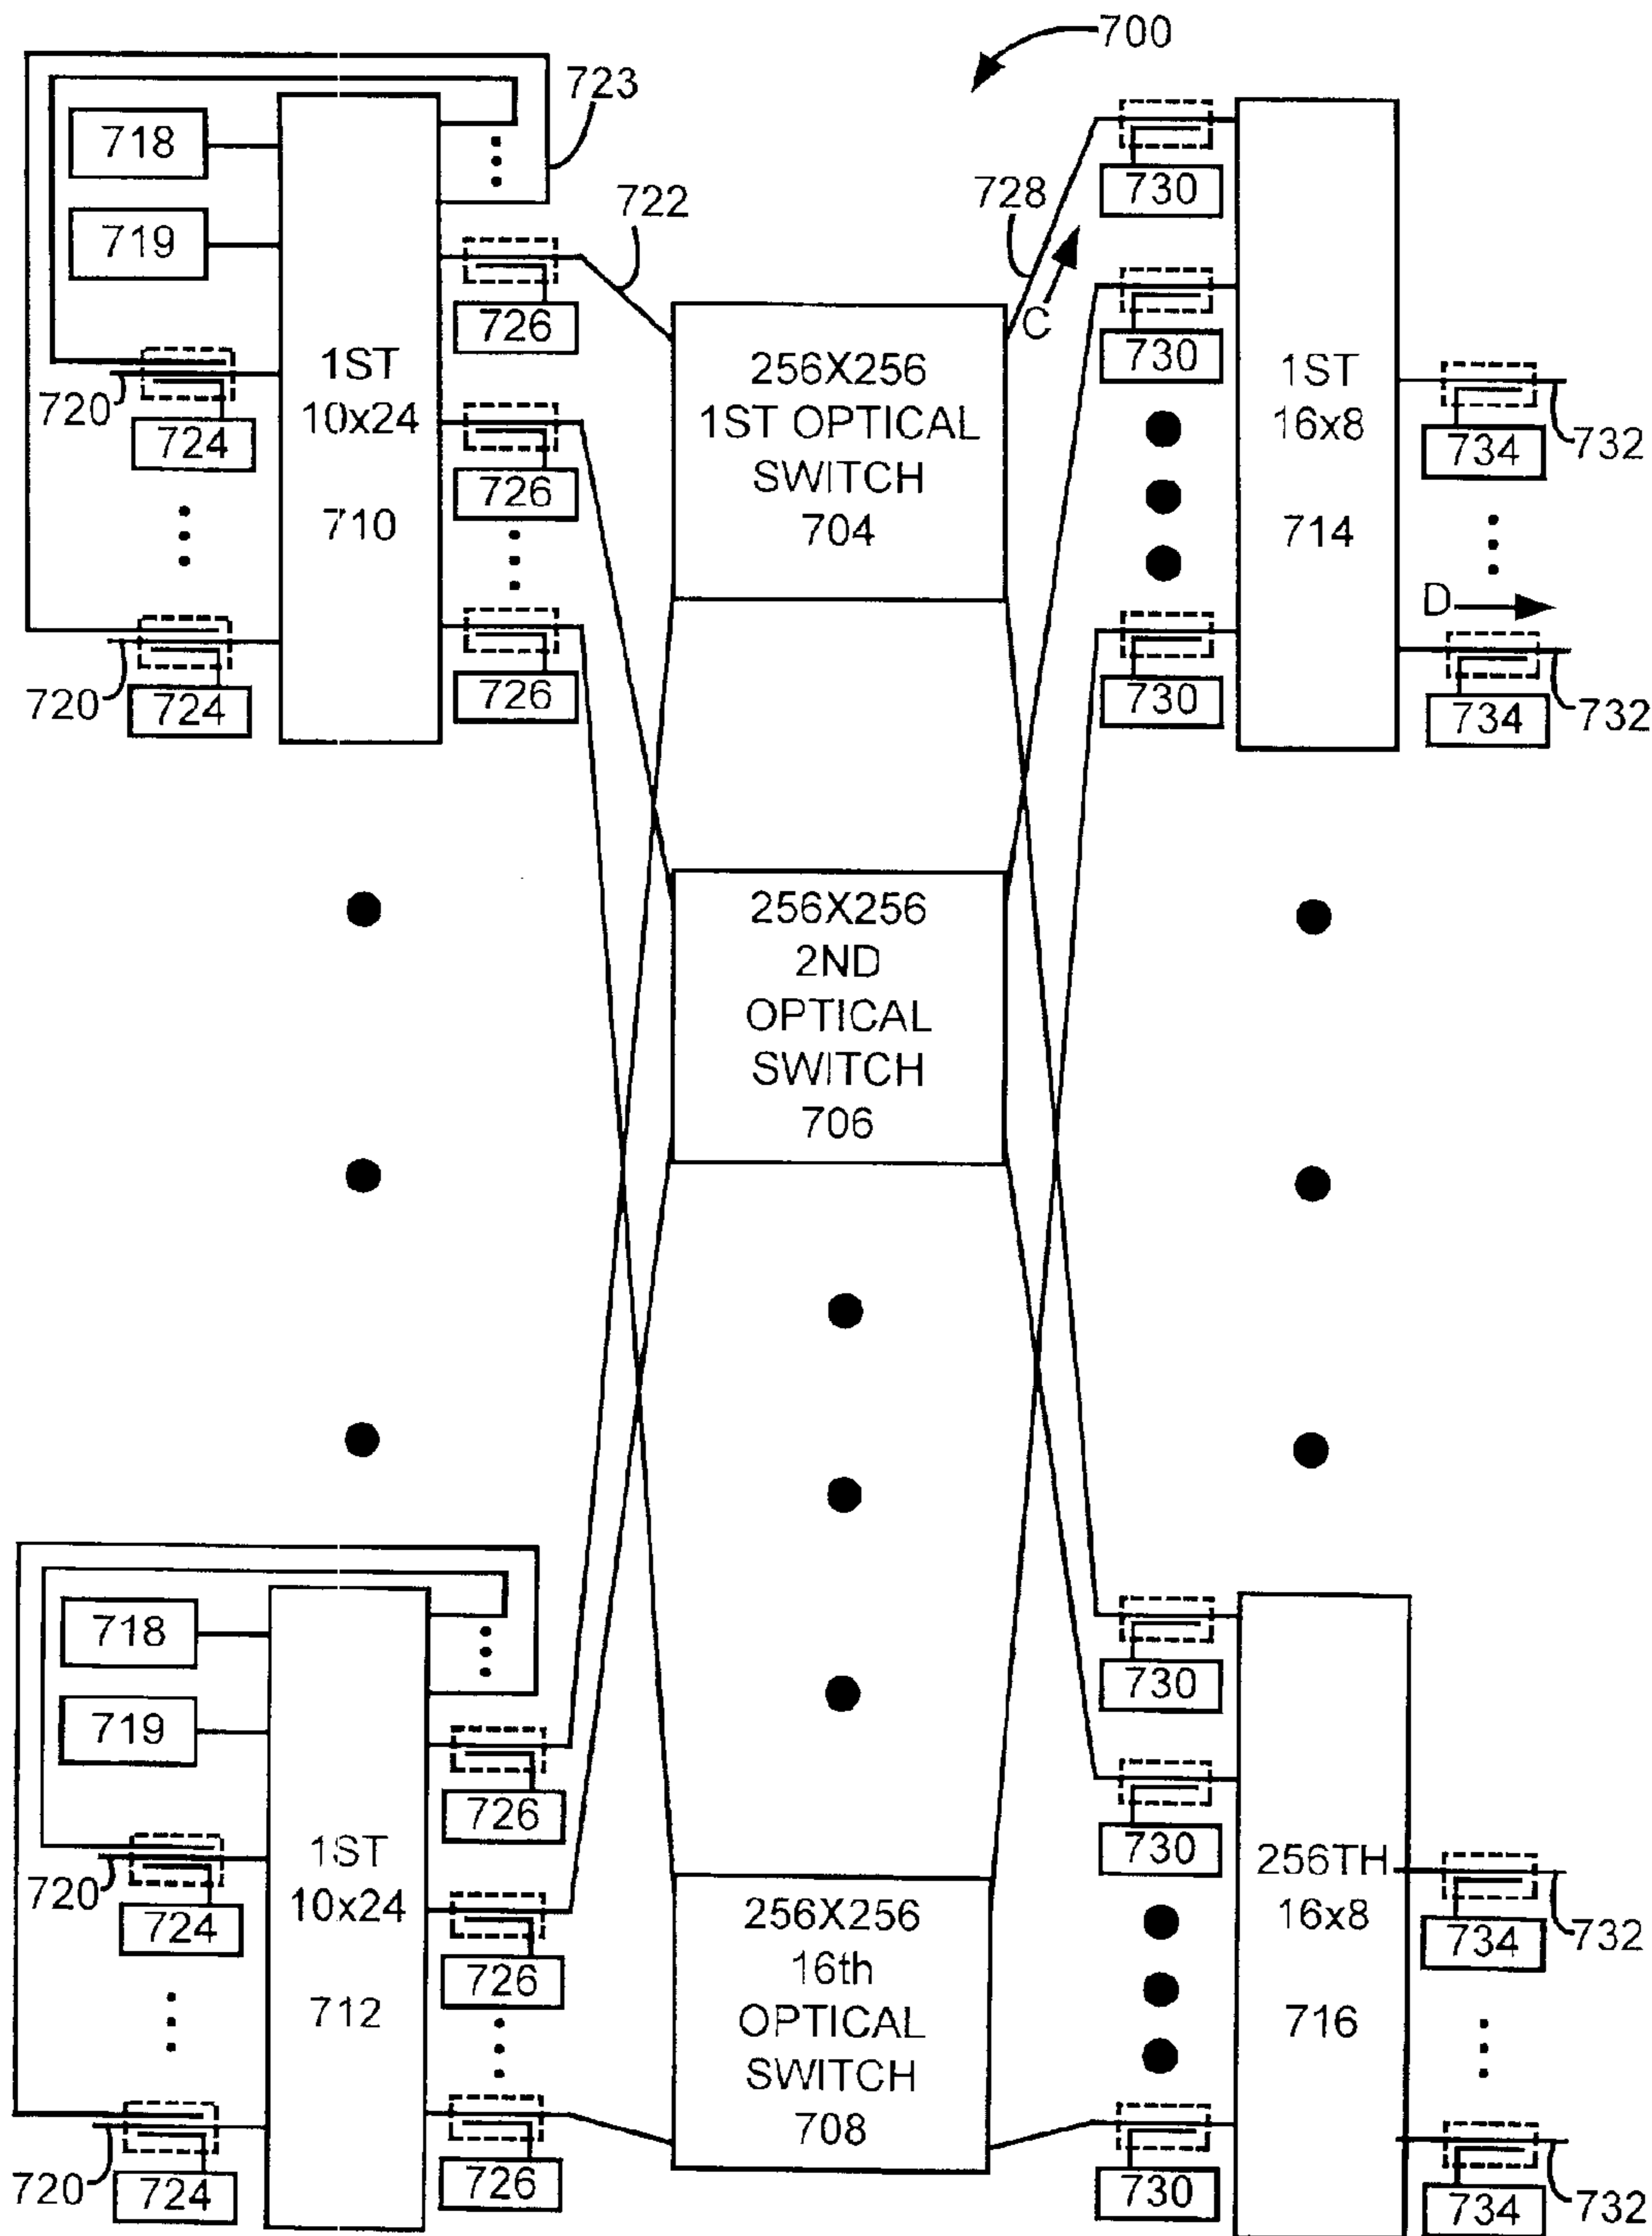 700
723
718
719
722
728
C
730
730
1ST
10x24
710
720
724
726
726
256X256
1ST OPTICAL
SWITCH
704
1ST
16x8
714
734
732
D
720
724
726
730
734
732
256X256
2ND
OPTICAL
SWITCH
706
718
719
726
730
730
1ST
10x24
712
720
724
726
256X256
16th
OPTICAL
SWITCH
708
256TH
16x8
716
734
732
720
724
726
730
734
732